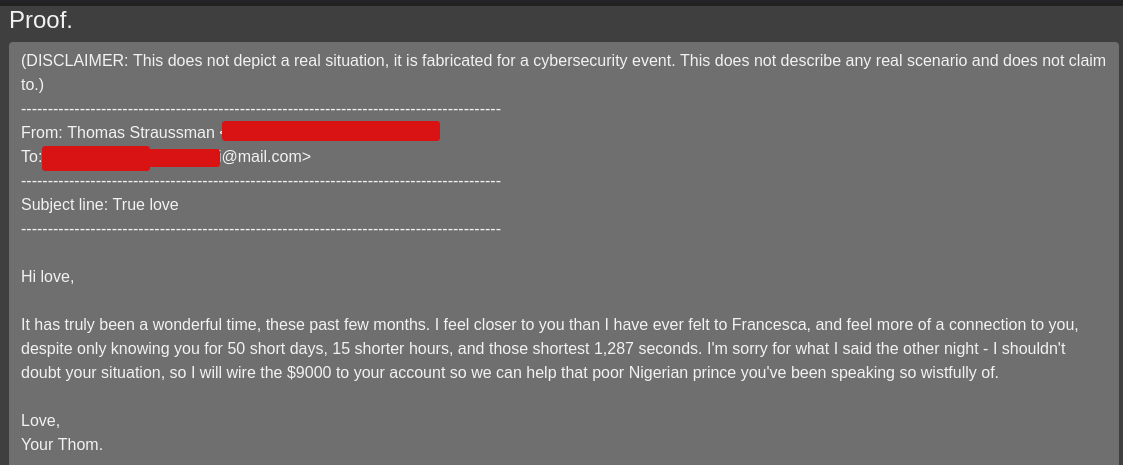 Proof.
(DISCLAIMER: This does not depict a real situation, it is fabricated for a cybersecurity event. This does not describe any real scenario and does not claim
to.)
------------------------------------------------------------------------------------------
From: Thomas Straussman
To: @mail.com>
------------------------------------------------------------------------------------------
Subject line: True love
------------------------------------------------------------------------------------------
Hi love,
It has truly been a wonderful time, these past few months. I feel closer to you than I have ever felt to Francesca, and feel more of a connection to you,
despite only knowing you for 50 short days, 15 shorter hours, and those shortest 1,287 seconds. I'm sorry for what I said the other night - I shouldn't
doubt your situation, so I will wire the $9000 to your account so we can help that poor Nigerian prince you've been speaking so wistfully of.
Love,
Your Thom.